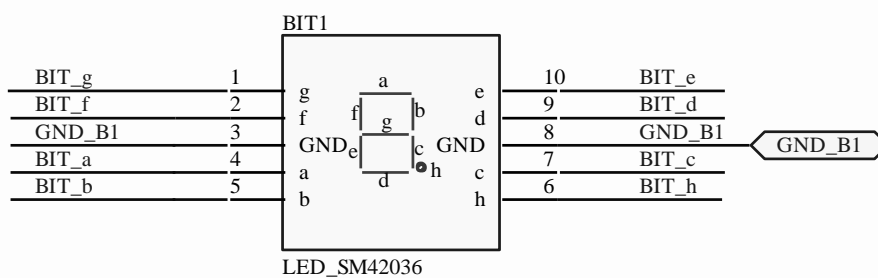 BIT1
BIT_g 1 g a e 10 BIT_e
BIT_f 2 f f b d 9 BIT_d
GND_B1 3 GND g GND 8 GND_B1 GND_B1
BIT_a 4 a e c c 7 BIT_c
BIT_b 5 b d h h 6 BIT_h
LED_SM42036